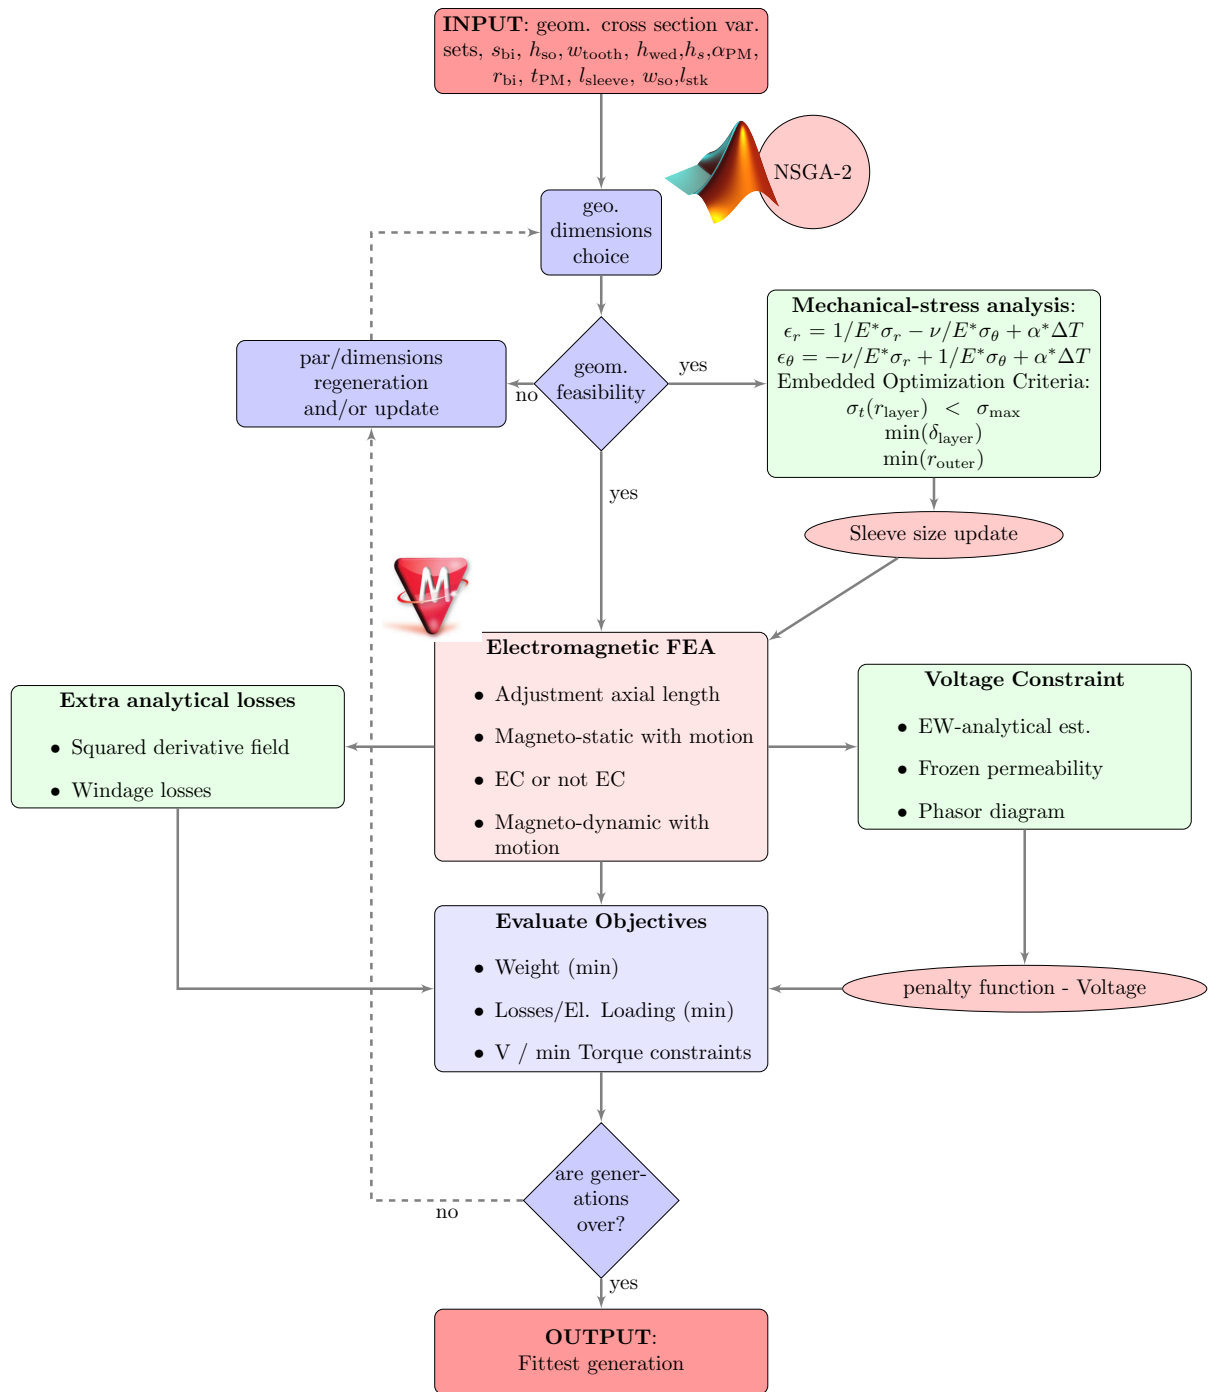 INPUT: geom. cross section var.
sets, s_bi, h_so, w_tooth, h_wed,h_s,α_PM,
r_bi, t_PM, l_sleeve, w_so,l_stk
NSGA-2
geo.
dimensions
choice
Mechanical-stress analysis:
ϵ_r = 1/E*σ_r − ν/E*σ_θ + α*ΔT
ϵ_θ = −ν/E*σ_r + 1/E*σ_θ + α*ΔT
Embedded Optimization Criteria:
σ_t(r_layer) < σ_max
min(δ_layer)
min(r_outer)
par/dimensions
regeneration
and/or update
no
geom.
feasibility
yes
yes
Sleeve size update
M
Electromagnetic FEA
• Adjustment axial length
• Magneto-static with motion
• EC or not EC
• Magneto-dynamic with
motion
Extra analytical losses
• Squared derivative field
• Windage losses
Voltage Constraint
• EW-analytical est.
• Frozen permeability
• Phasor diagram
Evaluate Objectives
• Weight (min)
• Losses/El. Loading (min)
• V / min Torque constraints
penalty function - Voltage
are gener-
ations
over?
no
yes
OUTPUT:
Fittest generation